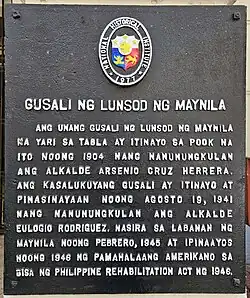 NATIONAL HISTORICAL INSTITUTE
1977
GUSALI NG LUNSOD NG MAYNILA
ANG UNANG GUSALI NG LUNSOD NG MAYNILA
NA YARI SA TABLA AY ITINAYO SA POOK NA
ITO NOONG 1904 NANG NANUNUNGKULAN
ANG ALKADE ARSENIO CRUZ HERRERA.
ANG KASALUKUYANG GUSALI AY ITINAYO AT
PINASINAYAAN NOONG AGOSTO 19, 1941
NANG NANUNUNGKULAN ANG ALKADE
EULOGIO RODRIGUEZ. NASIRA SA LABANAN NG
MAYNILA NOONG PEBRERO, 1945 AT IPINAAYOS
NOONG 1946 NG PAMAHALAANG AMERIKANO SA
BISA NG PHILIPPINE REHABILITATION ACT NG 1946.